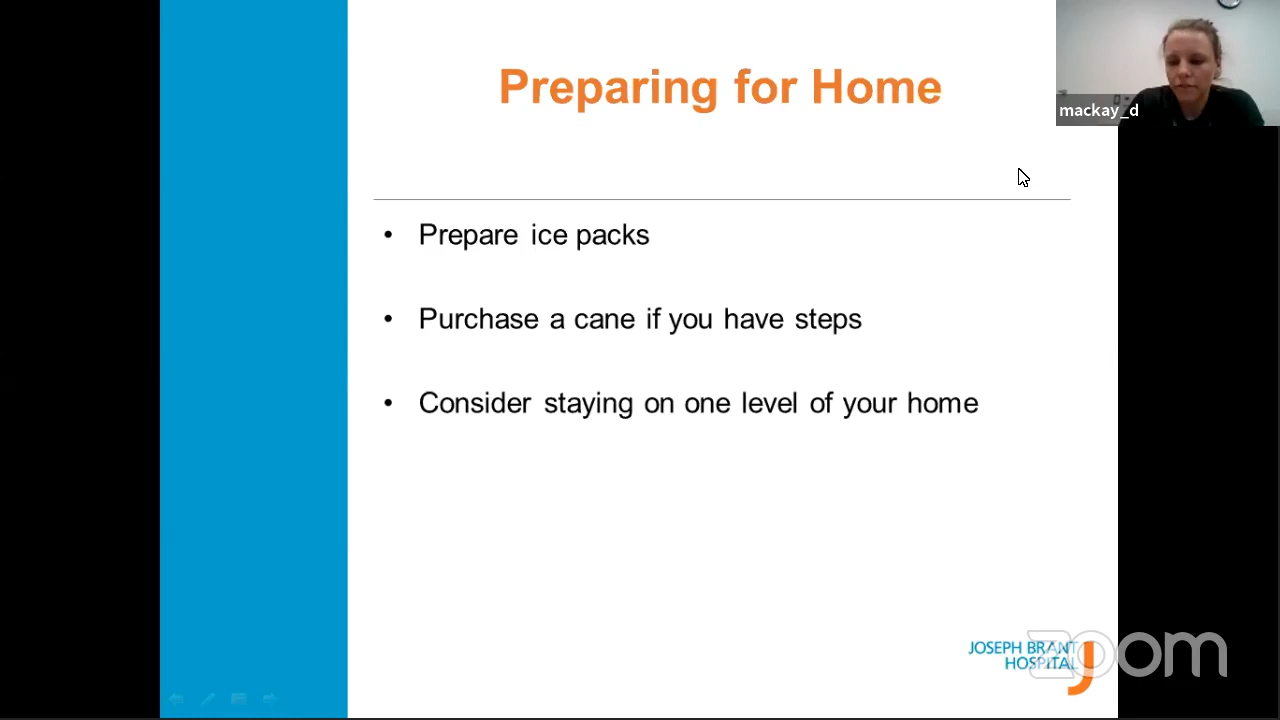 Preparing for Home
mackay_d
• Prepare ice packs
• Purchase a cane if you have steps
• Consider staying on one level of your home
JOSEPH BRANT
HOSPITAL
zoom